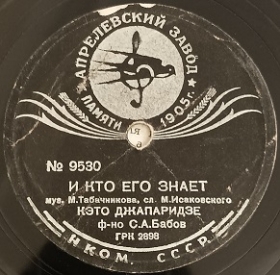 АПРЕЛЕВСКИЙ ЗАВОД
ПАМЯТИ 1905 г.
№ 9530
И КТО ЕГО ЗНАЕТ
муз. М.Табачникова, сл. М.Исаковского
КЭТО ДЖАПАРИДЗЕ
ф-но С.А.Бабов
ГРК 2898
НКОМ. СССР